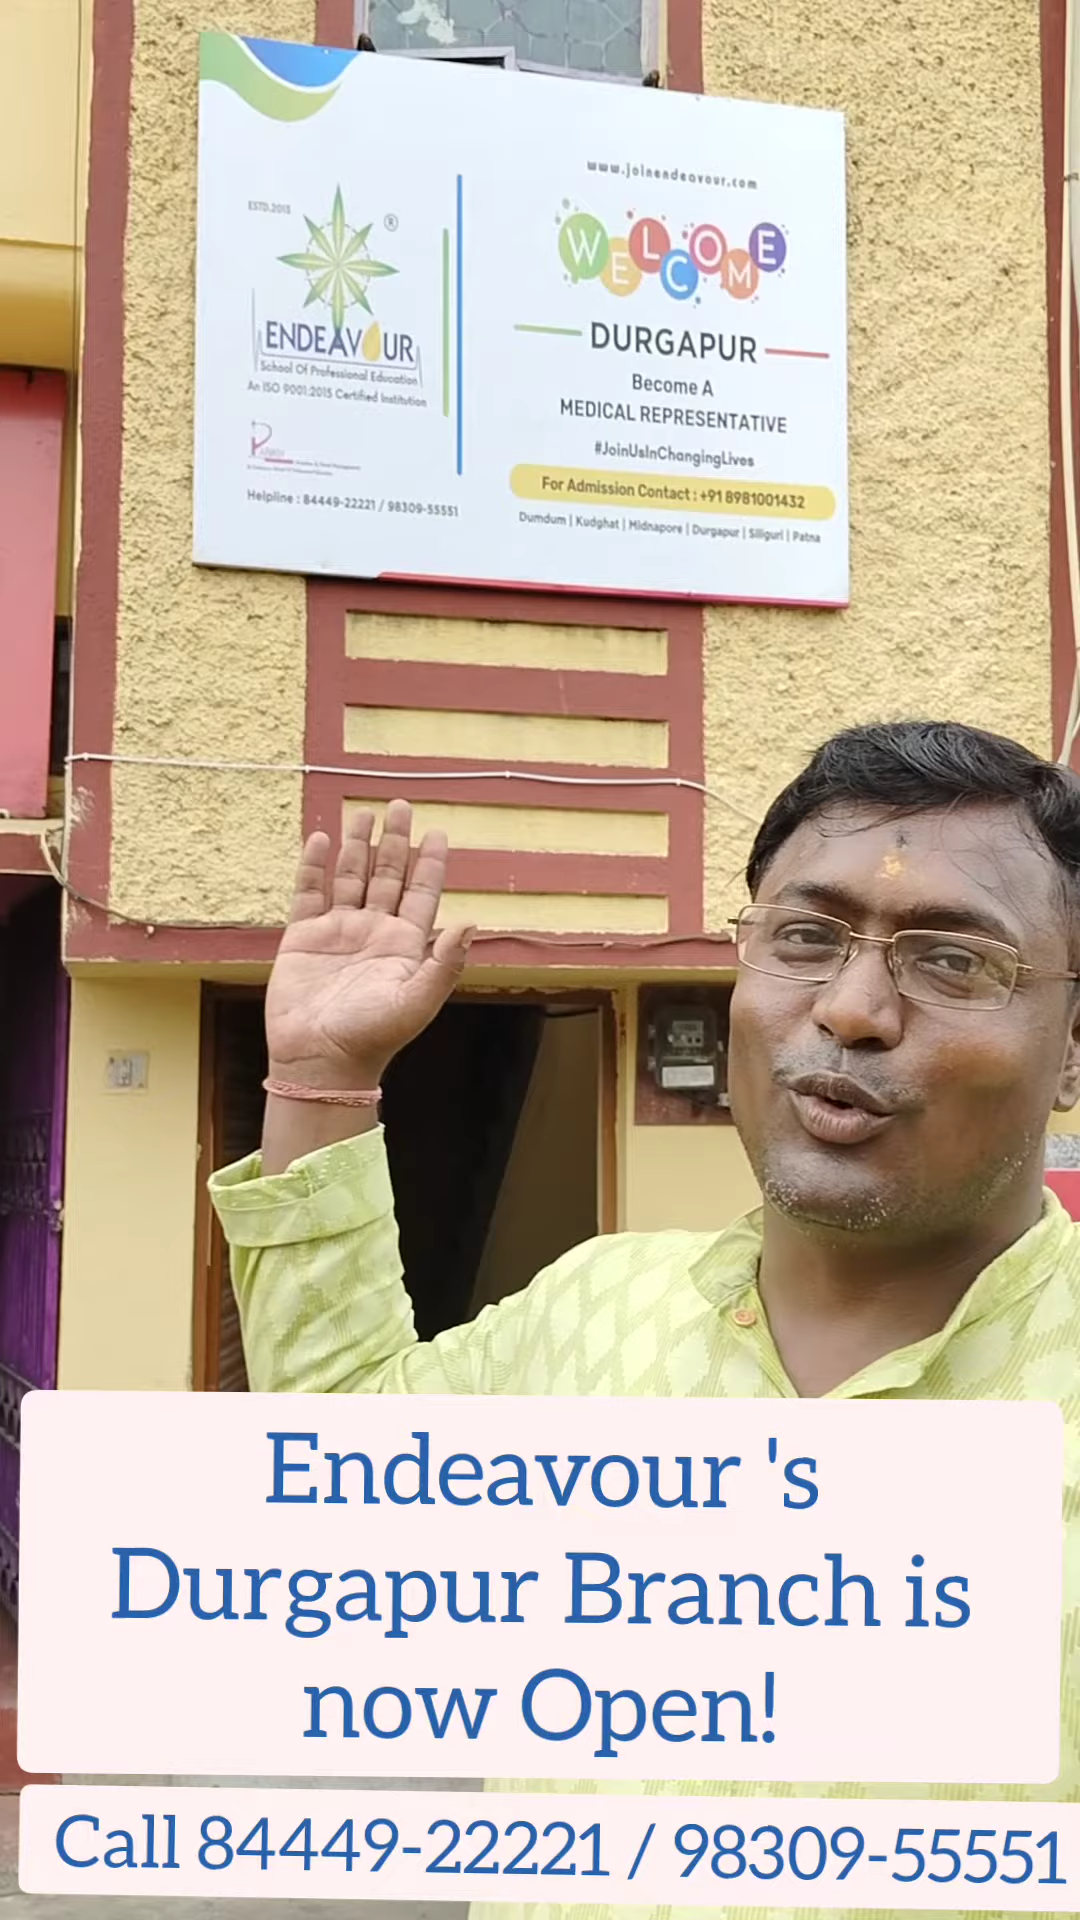 www.joinendeavour.com
ESTD.2013
®
WELCOME
ENDEAVOUR
School Of Professional Education
An ISO 9001:2015 Certified Institution
DURGAPUR
Become A
MEDICAL REPRESENTATIVE
#JoinUsInChangingLives
For Admission Contact : +91 8981001432
Helpline : 84449-22221 / 98309-55551
Dumdum | Kudghat | Midnapore | Durgapur | Siliguri | Patna
Endeavour 's
Durgapur Branch is
now Open!
Call 84449-22221 / 98309-55551